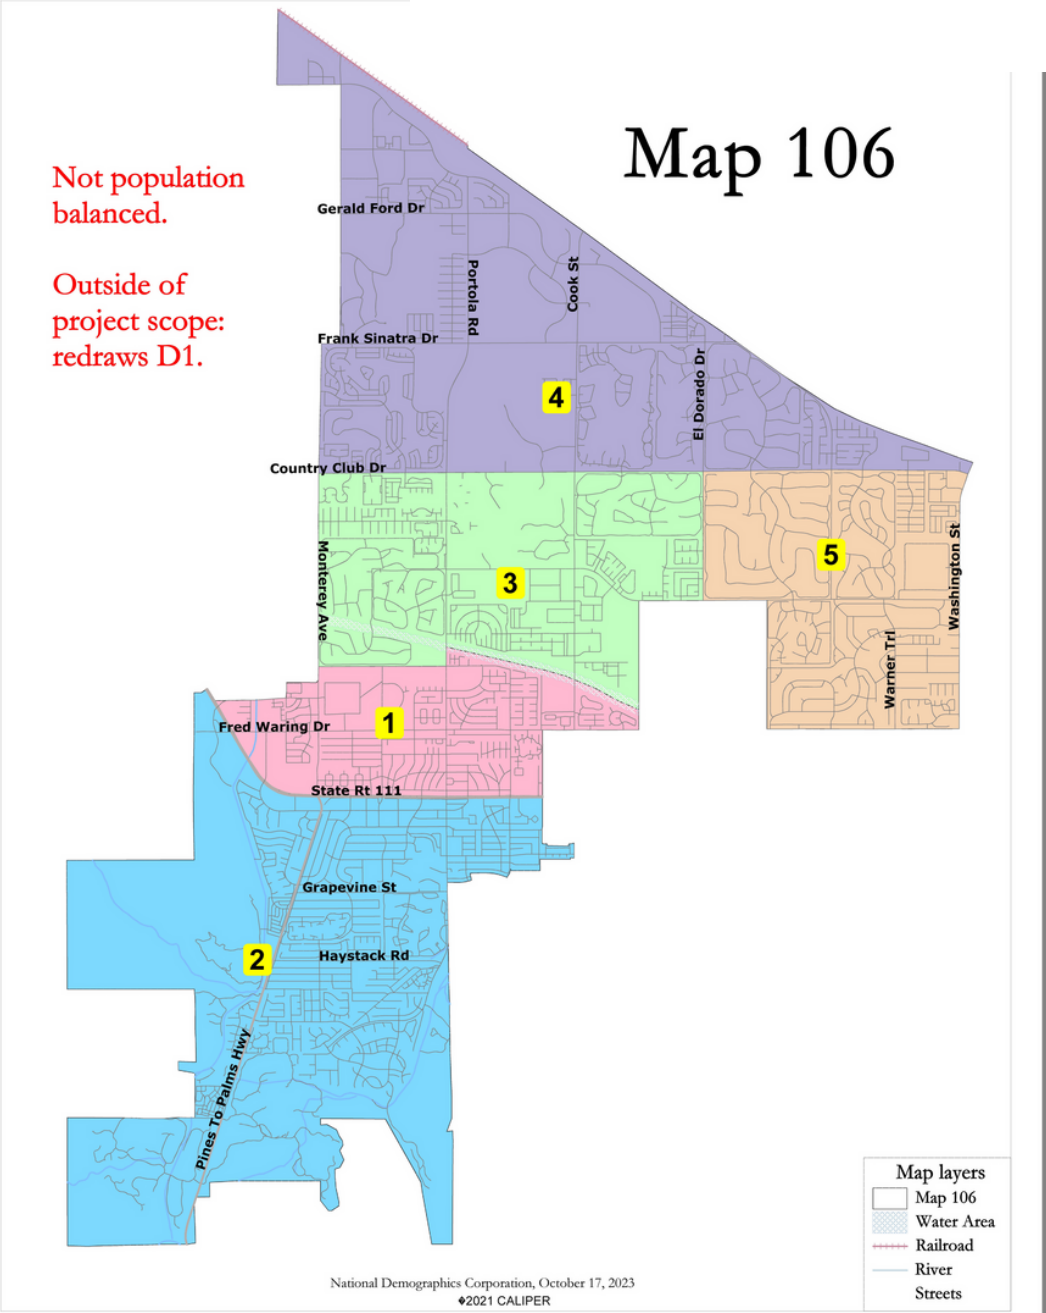 Map 106
Not population
balanced.
Outside of
project scope:
redraws D1.
Gerald Ford Dr
Portola Rd
Cook St
Frank Sinatra Dr
El Dorado Dr
4
Country Club Dr
Monterey Ave
3
5
Washington St
Warner Trl
1
Fred Waring Dr
State Rt 111
Grapevine St
2
Haystack Rd
Pines To Palms Hwy
Map layers
Map 106
Water Area
Railroad
River
Streets
National Demographics Corporation, October 17, 2023
�2021 CALIPER